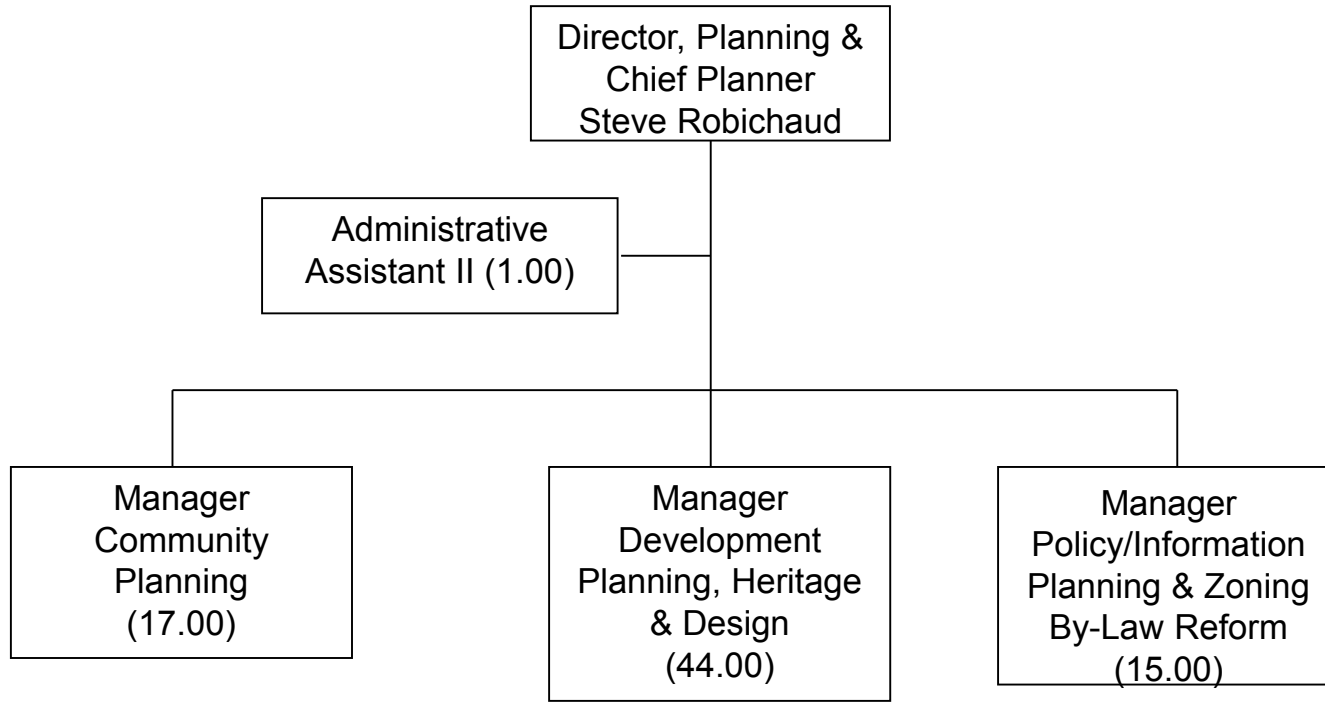 Director, Planning &
Chief Planner
Steve Robichaud
Administrative
Assistant II (1.00)
Manager
Community
Planning
(17.00)
Manager
Development
Planning, Heritage
& Design
(44.00)
Manager
Policy/Information
Planning & Zoning
By-Law Reform
(15.00)